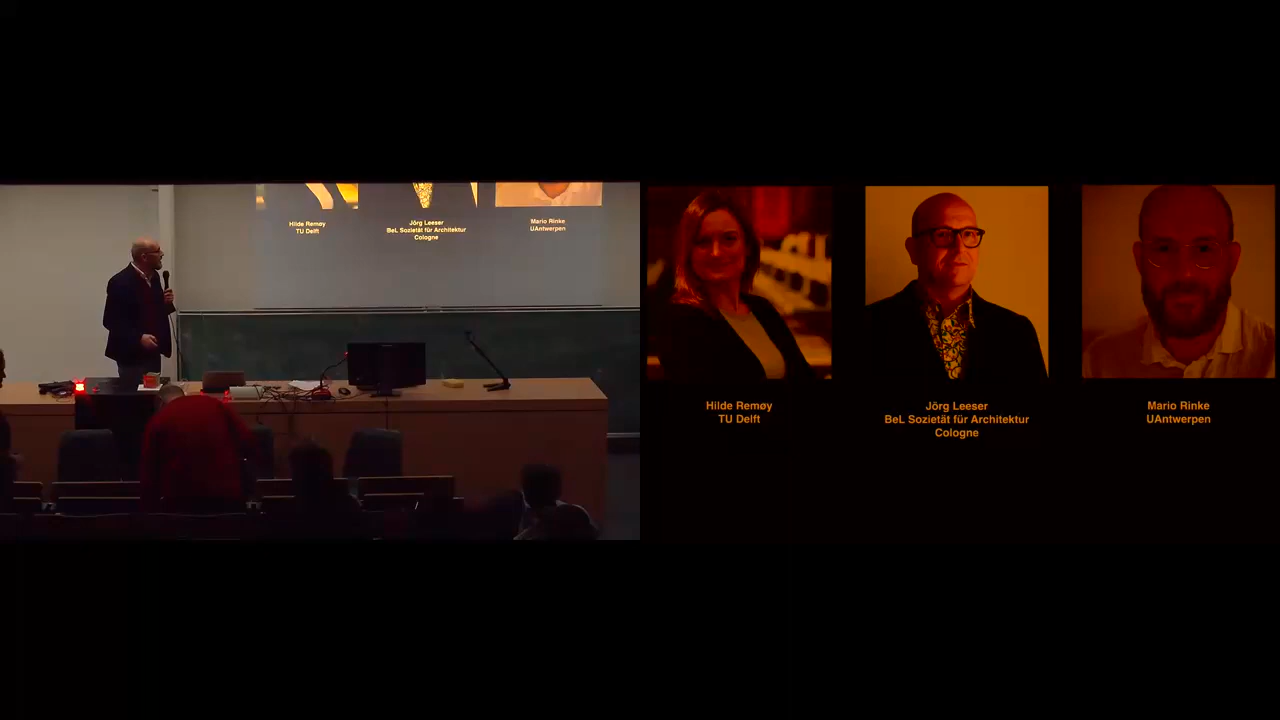 Hilde Remøy
TU Delft
Jörg Leeser
BeL Sozietät für Architektur
Cologne
Mario Rinke
UAntwerpen
Hilde Remøy
TU Delft
Jörg Leeser
BeL Sozietät für Architektur
Cologne
Mario Rinke
UAntwerpen